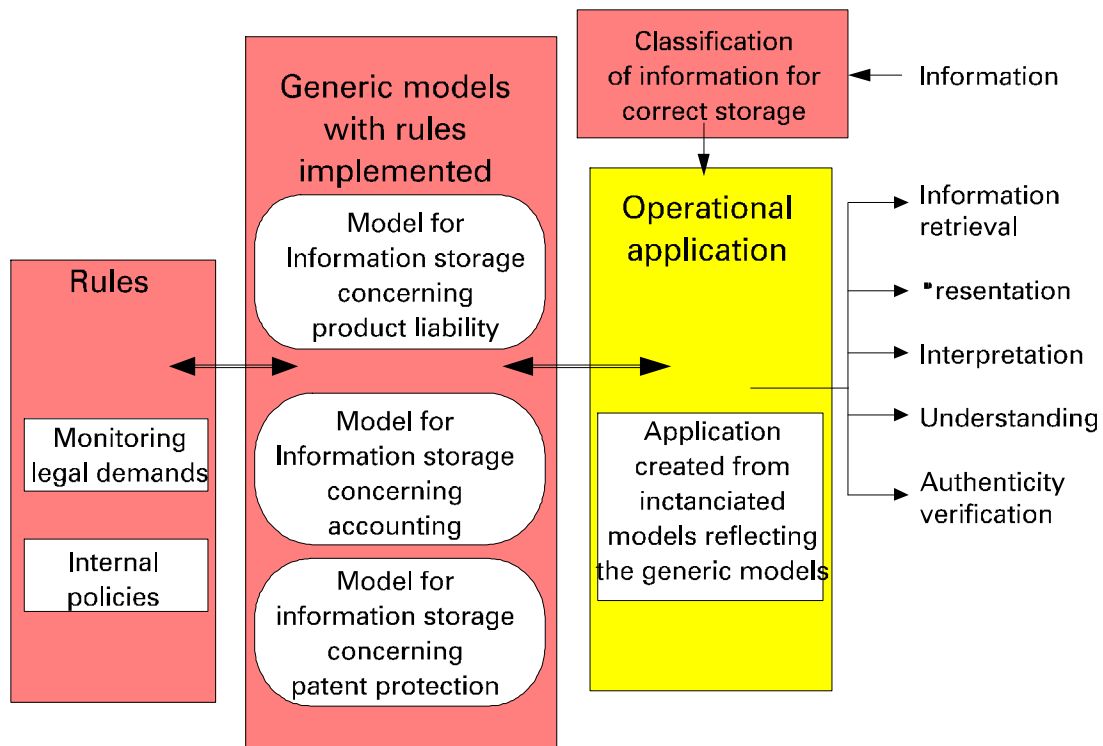 Rules
Monitoring
legal demands
Internal
policies
Generic models
with rules
implemented
Model for
Information storage
concerning
product liability
Model for
Information storage
concerning
accounting
Model for
information storage
concerning
patent protection
Classification
of information for
correct storage
Information
Operational
application
Application
created from
inctanciated
models reflecting
the generic models
Information
retrieval
Interpretation
Understanding
Authenticity
verification